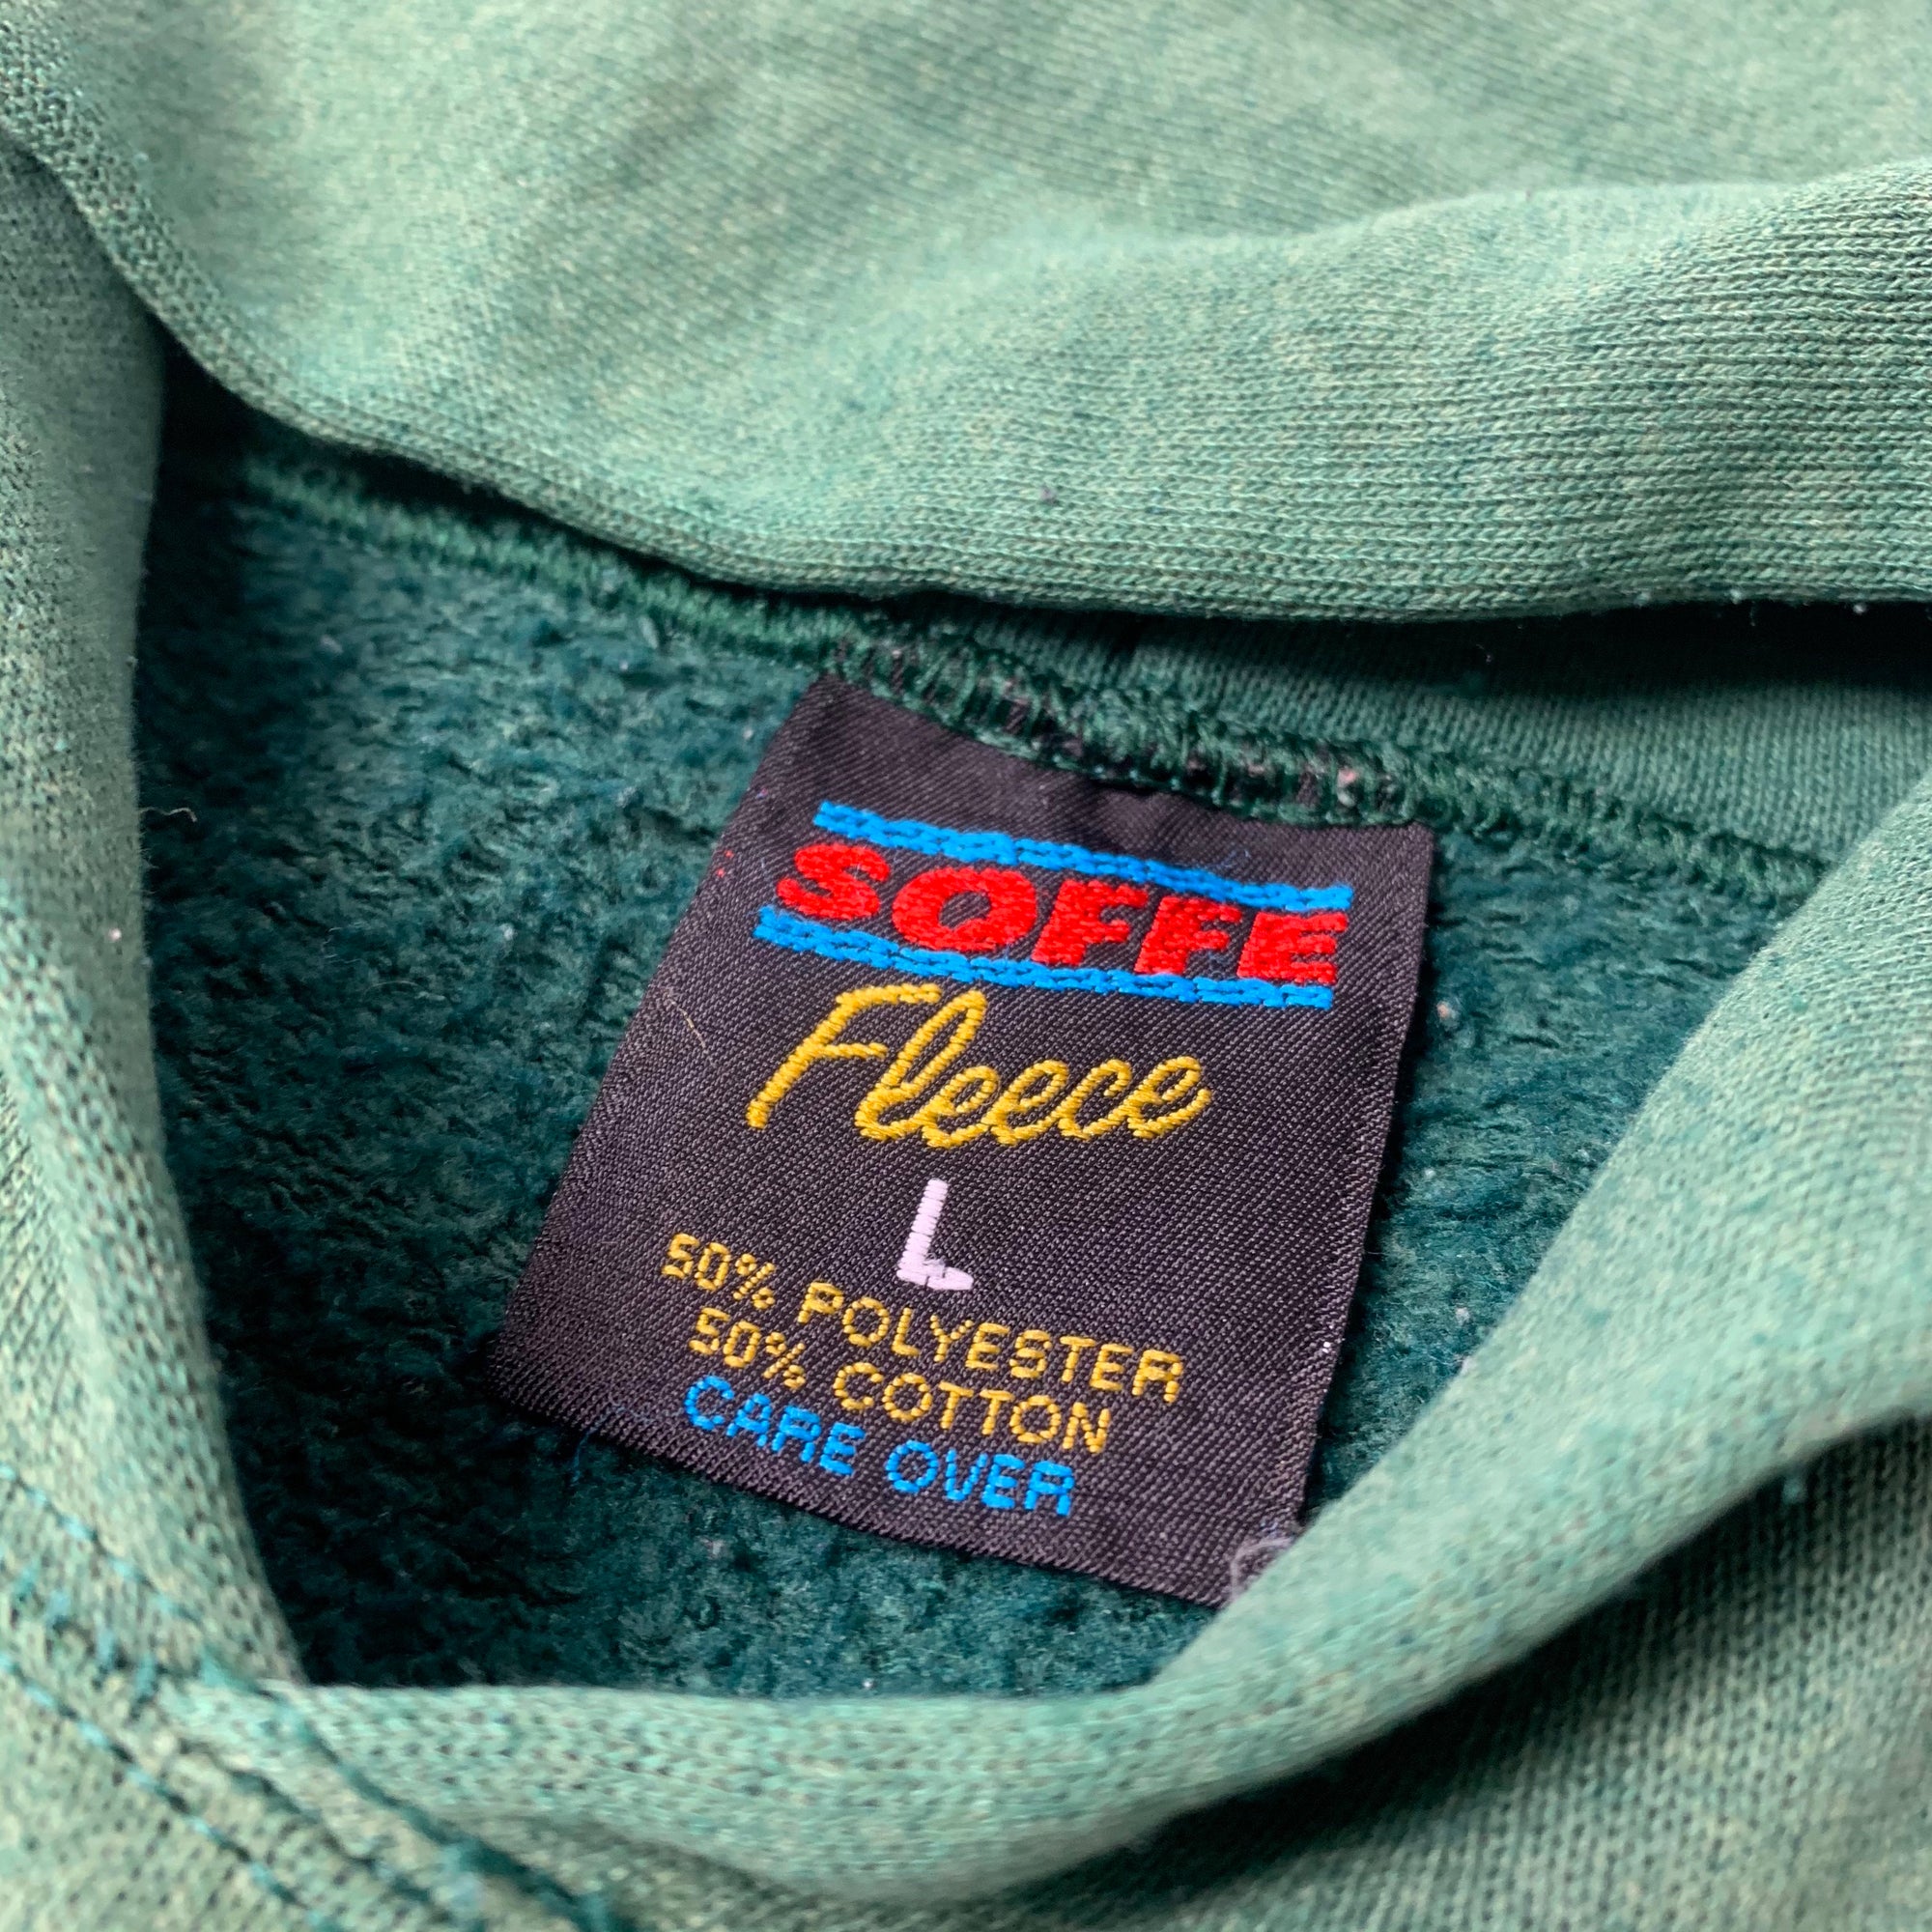 SOFFE
Fleece
L
50% POLYESTER
50% COTTON
CARE OVER